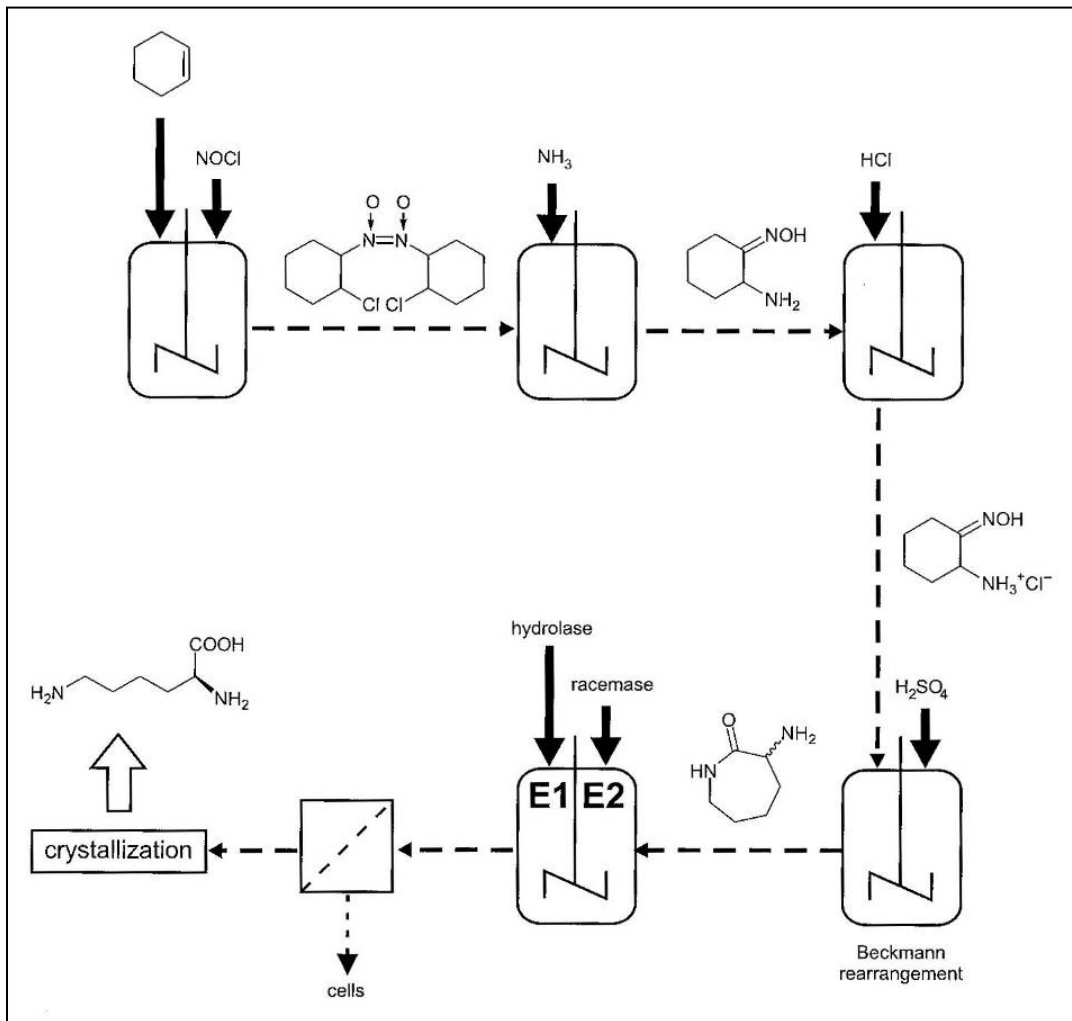 NOCl
NH₃
HCl
O O
N=N
Cl Cl
NOH
NH₂
NOH
NH₃⁺Cl⁻
hydrolase
racemase
H₂SO₄
COOH
H₂N
NH₂
O
NH₂
HN
E1 E2
crystallization
cells
Beckmann
rearrangement